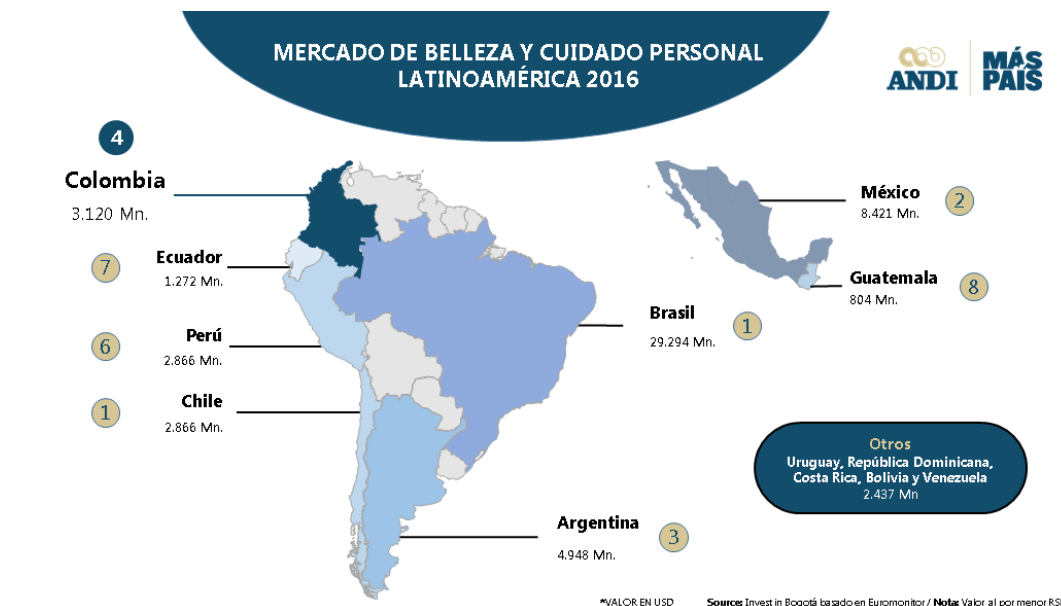 MERCADO DE BELLEZA Y CUIDADO PERSONAL
LATINOAMÉRICA 2016
ANDI
MÁS
PAÍS
4
Colombia
3.120 Mn.
7
Ecuador
1.272 Mn.
6
Perú
2.866 Mn.
1
Chile
2.866 Mn.
México
8.421 Mn.
2
Guatemala
804 Mn.
8
Brasil
29.294 Mn.
1
Otros
Uruguay, República Dominicana,
Costa Rica, Bolivia y Venezuela
2.437 Mn
Argentina
4.948 Mn.
3
*VALOR EN USD
Source: Invest in Bogotá basado en Euromonitor / Nota: Valor al por menor RS